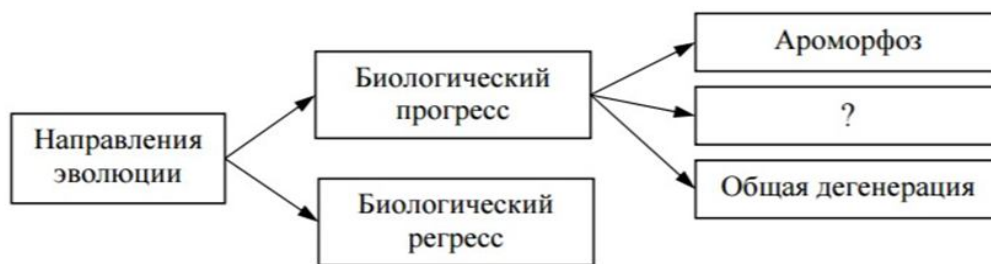 Направления
эволюции
Биологический
прогресс
Биологический
регресс
Ароморфоз
?
Общая дегенерация